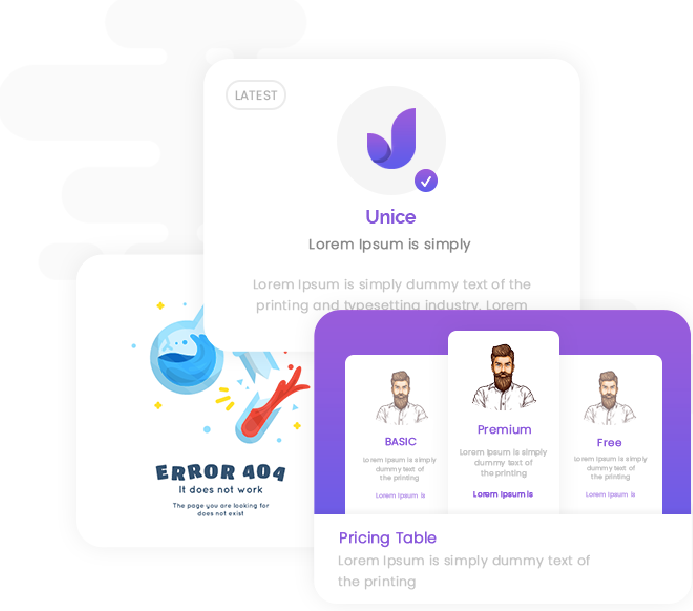 LATEST
Unice
Lorem Ipsum is simply
Lorem Ipsum is simply dummy text of the
printing and typesetting industry. Lorem
ERROR 404
It does not work
The page you are looking for
does not exist
BASIC
Lorem Ipsum is simply
dummy text of
the printing
Lorem Ipsum is
Premium
Lorem Ipsum is simply
dummy text of
the printing
Lorem Ipsum is
Free
Lorem Ipsum is simply
dummy text of
the printing
Lorem Ipsum is
Pricing Table
Lorem Ipsum is simply dummy text of
the printing